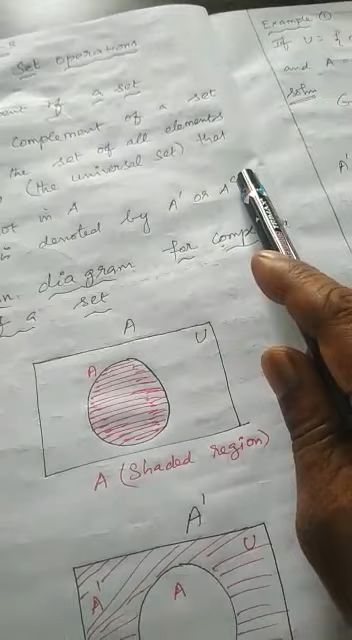 Set Operations
of a set
Complement of a set
the set of all elements
(the universal set) that
not in A
is denoted by A' or A
diagram for
of a set
A
U
A
A (Shaded region)
A'
U
A'
A
Example ①
If U =
and A =
Soln
A'